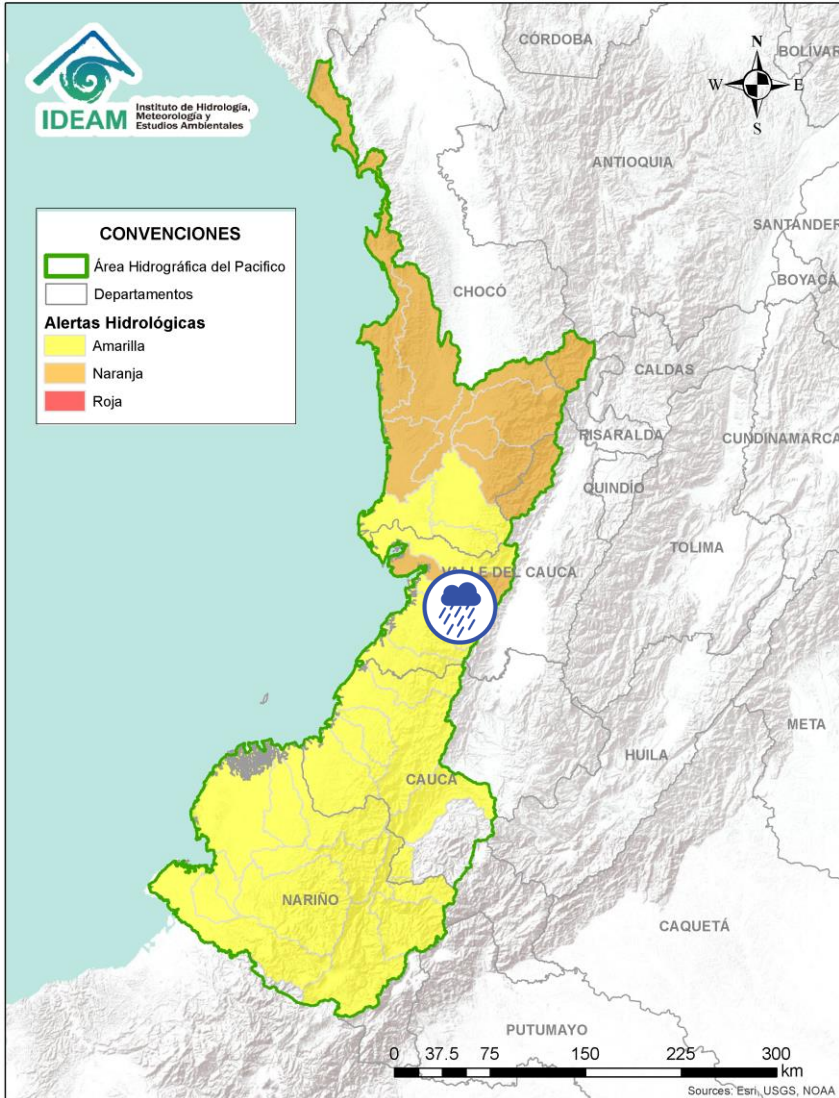 CÓRDOBA
BOLÍVAR
N
W
E
S
IDEAM
Instituto de Hidrología,
Meteorología y
Estudios Ambientales
ANTIOQUIA
SANTANDER
CONVENCIONES
Área Hidrográfica del Pacifico
Departamentos
Alertas Hidrológicas
Amarilla
Naranja
Roja
BOYACÁ
CHOCÓ
CALDAS
RISARALDA
CUNDINAMARCA
QUINDÍO
TOLIMA
VALLE DEL CAUCA
META
HUILA
CAUCA
NARIÑO
CAQUETÁ
PUTUMAYO
0 37.5 75 150 225 300
km
Sources: Esri, USGS, NOAA